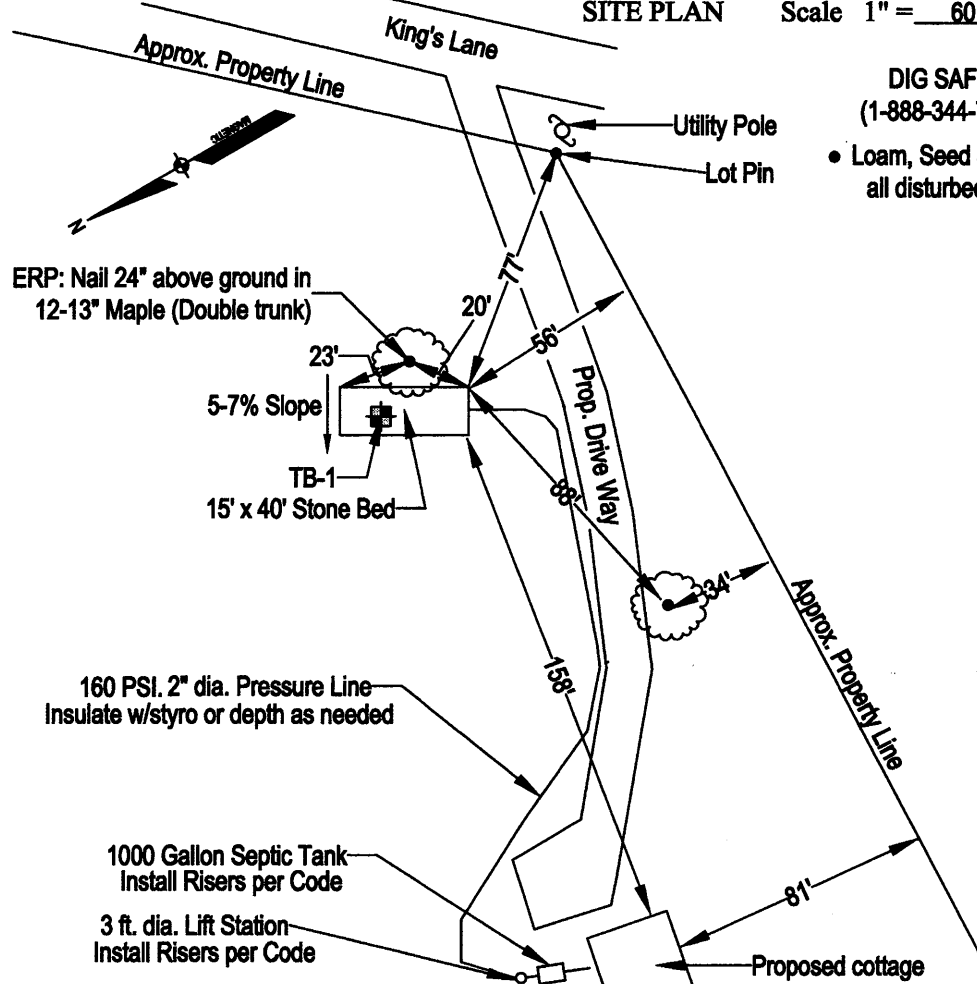 SITE PLAN Scale 1" = 60
King's Lane
Approx. Property Line
DIG SAF
(1-888-344-
Utility Pole
Lot Pin
● Loam, Seed
all disturbed
MAGNETIC
N
77'
ERP: Nail 24" above ground in
12-13" Maple (Double trunk)
20'
56'
23'
5-7% Slope
Prop. Drive Way
TB-1
15' x 40' Stone Bed
88'
34'
Approx. Property Line
158'
160 PSI. 2" dia. Pressure Line
Insulate w/styro or depth as needed
1000 Gallon Septic Tank
Install Risers per Code
81'
3 ft. dia. Lift Station
Install Risers per Code
Proposed cottage